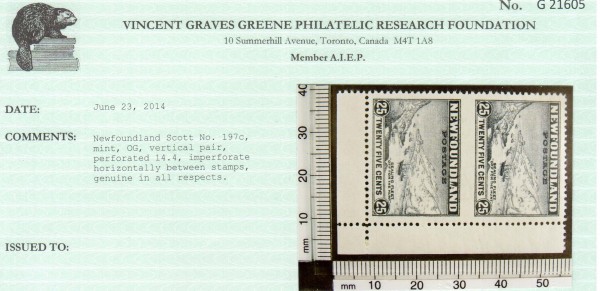 No. G 21605
VINCENT GRAVES GREENE PHILATELIC RESEARCH FOUNDATION
10 Summerhill Avenue, Toronto, Canada M4T 1A8
Member A.I.E.P.
DATE: June 23, 2014
COMMENTS: Newfoundland Scott No. 197c,
mint, OG, vertical pair,
perforated 14.4, imperforate
horizontally between stamps,
genuine in all respects.
ISSUED TO:
40
30
20
10
mm
mm 10 20 30 40 50
NEWFOUNDLAND
POSTAGE
25 TWENTY FIVE CENTS 25
NEWFOUNDLAND
POSTAGE
25 TWENTY FIVE CENTS 25